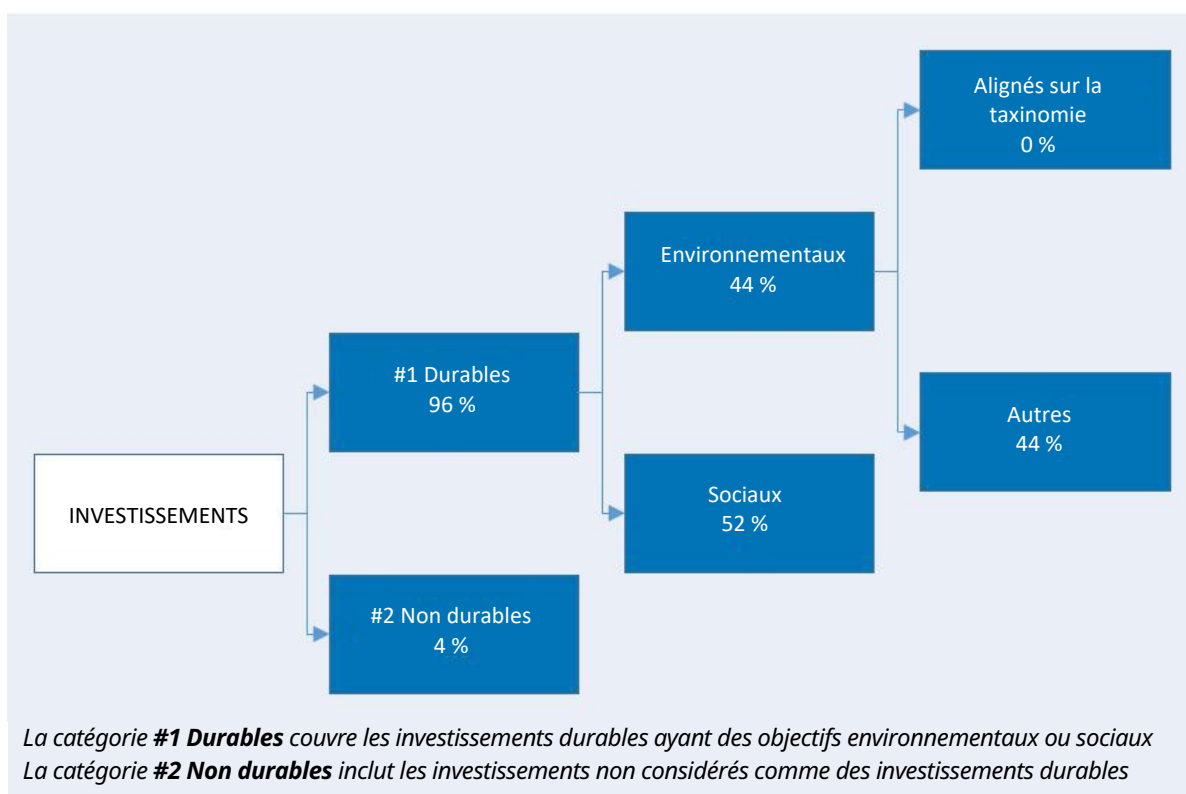 Alignés sur la
taxinomie
0 %
Environnementaux
44 %
#1 Durables
96 %
Autres
44 %
Sociaux
52 %
INVESTISSEMENTS
#2 Non durables
4 %
La catégorie #1 Durables couvre les investissements durables ayant des objectifs environnementaux ou sociaux
La catégorie #2 Non durables inclut les investissements non considérés comme des investissements durables